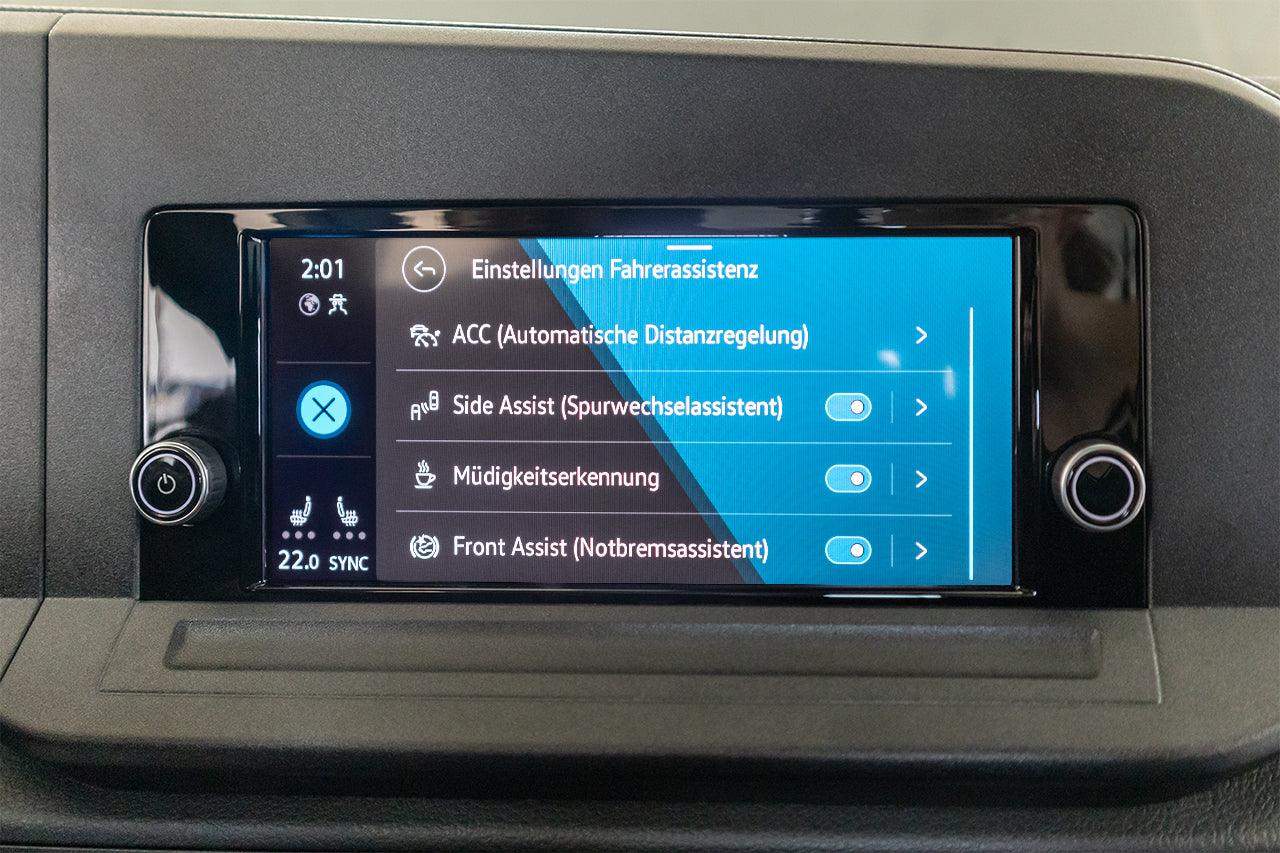 2:01
Einstellungen Fahrerassistenz
ACC (Automatische Distanzregelung)
Side Assist (Spurwechselassistent)
Müdigkeitserkennung
Front Assist (Notbremsassistent)
22.0 SYNC